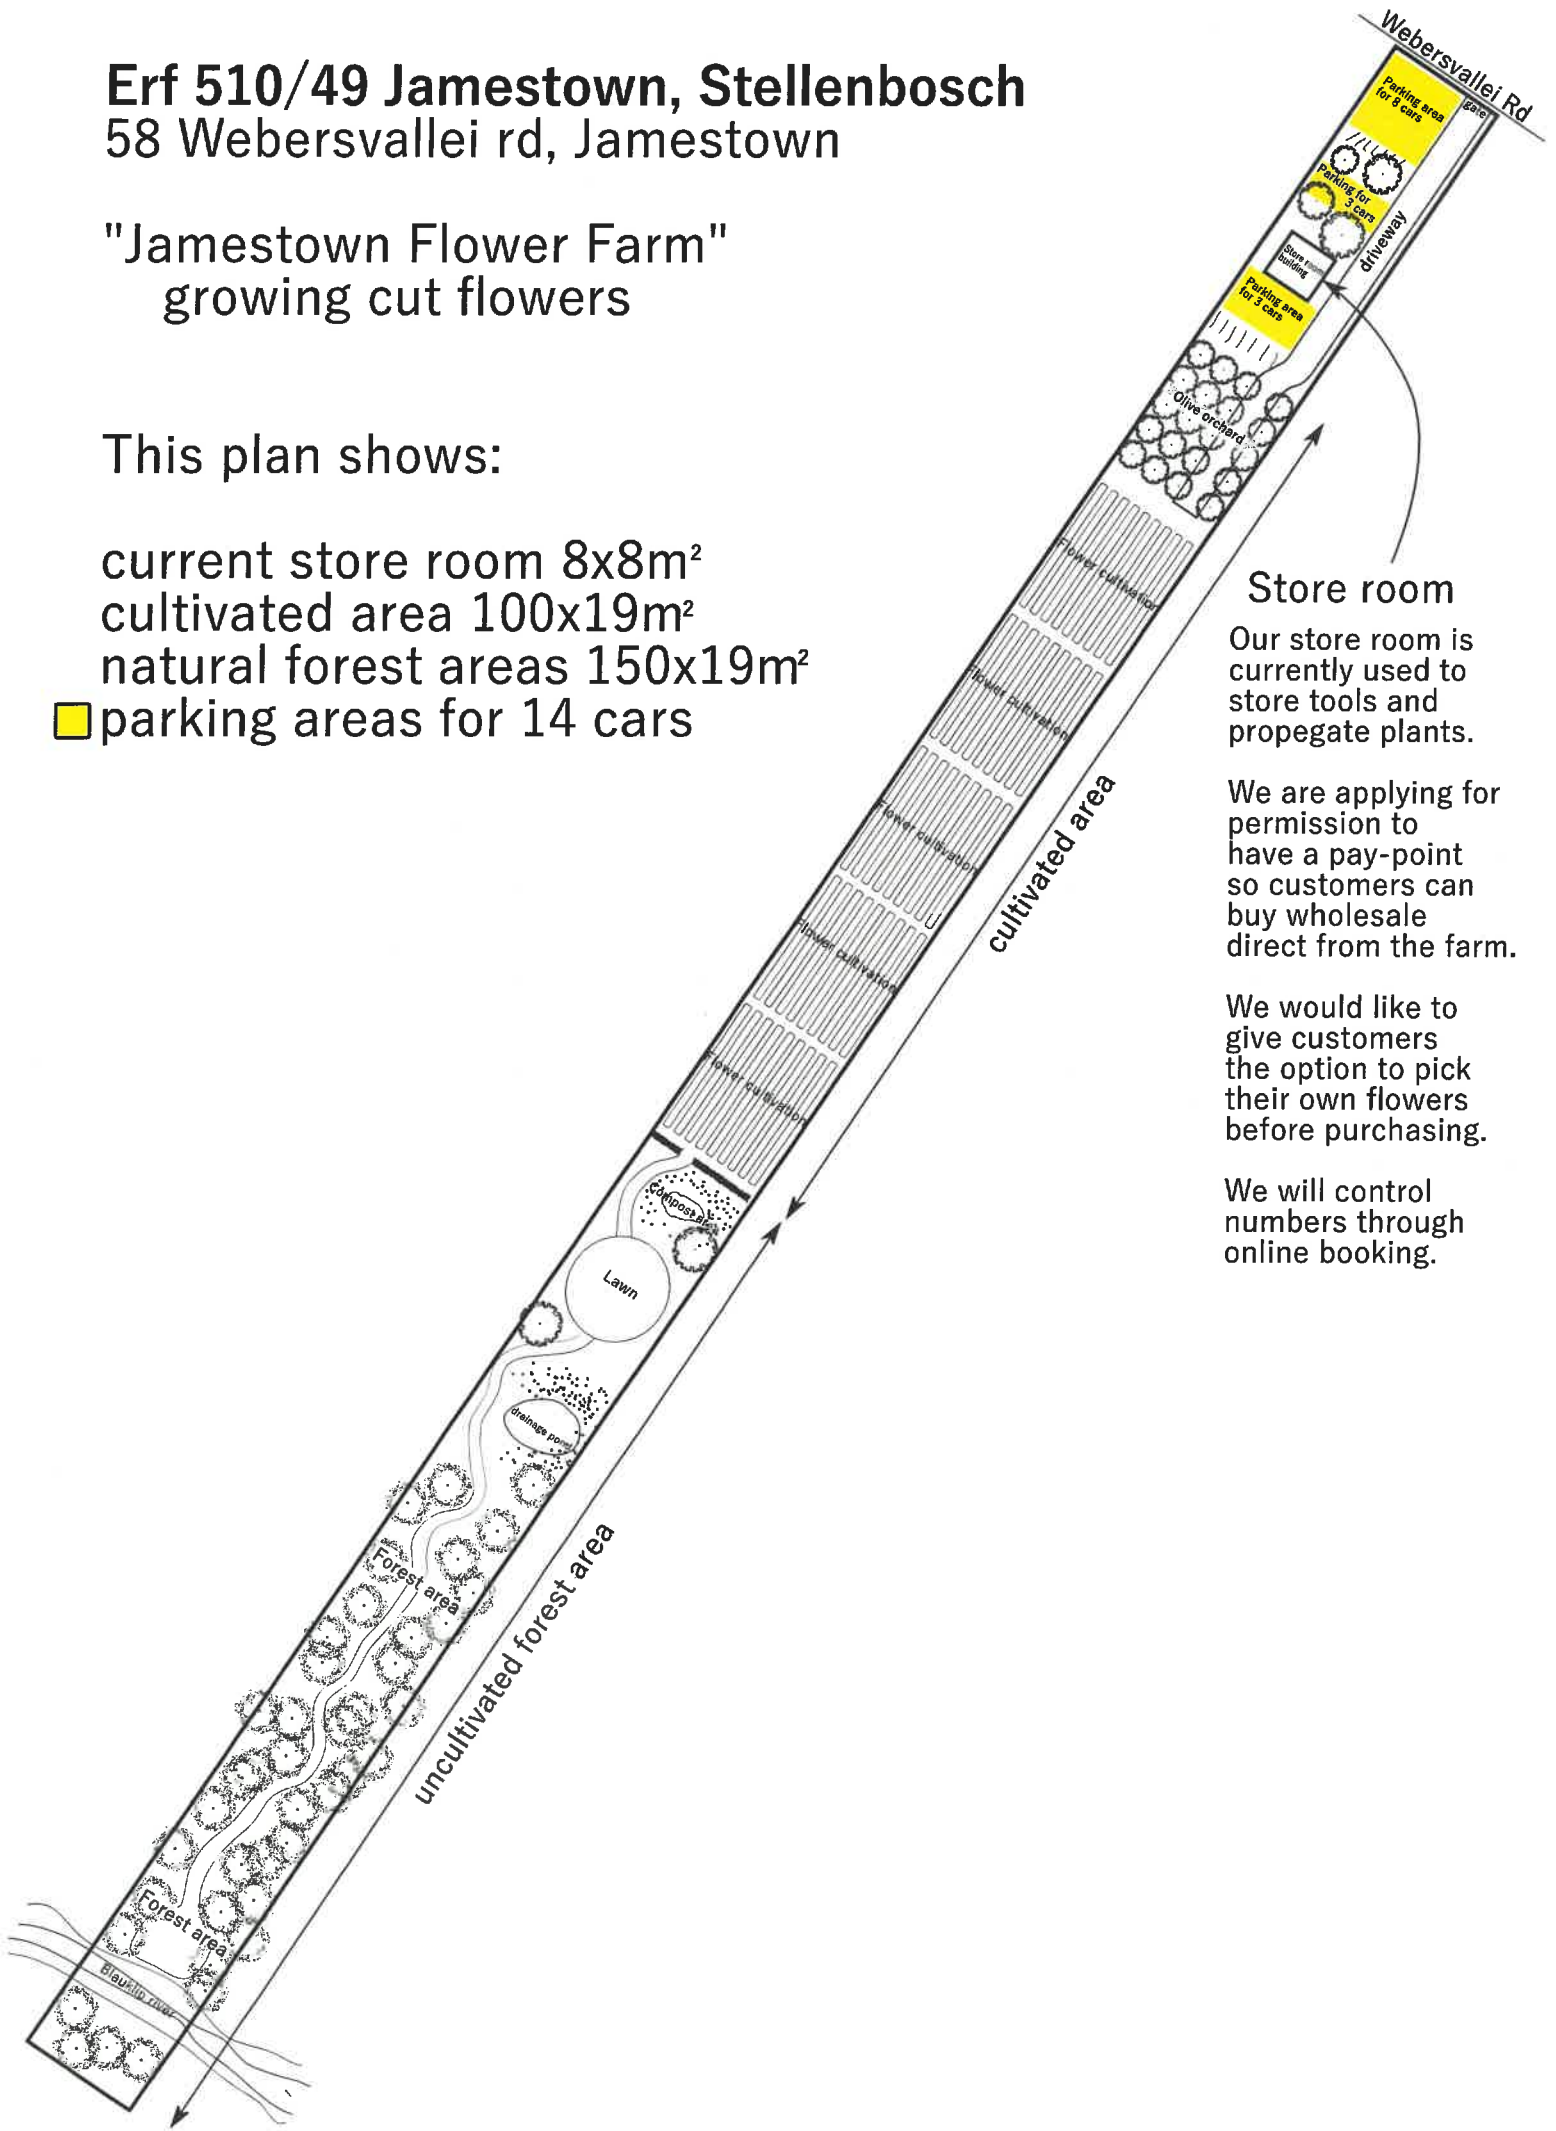 Erf 510/49 Jamestown, Stellenbosch
58 Webersvallei rd, Jamestown
"Jamestown Flower Farm"
growing cut flowers
This plan shows:
current store room 8x8m²
cultivated area 100x19m²
natural forest areas 150x19m²
parking areas for 14 cars
Webersvallei Rd
gate
Parking area
for 8 cars
Parking for
3 cars
driveway
Store room
building
Parking area
for 3 cars
Olive orchard
Flower cultivation
Flower cultivation
Flower cultivation
Flower cultivation
Flower cultivation
cultivated area
Store room
Our store room is
currently used to
store tools and
propegate plants.
We are applying for
permission to
have a pay-point
so customers can
buy wholesale
direct from the farm.
We would like to
give customers
the option to pick
their own flowers
before purchasing.
We will control
numbers through
online booking.
Compost
Lawn
dreinage pond
Forest area
uncultivated forest area
Forest area
Blauklip river